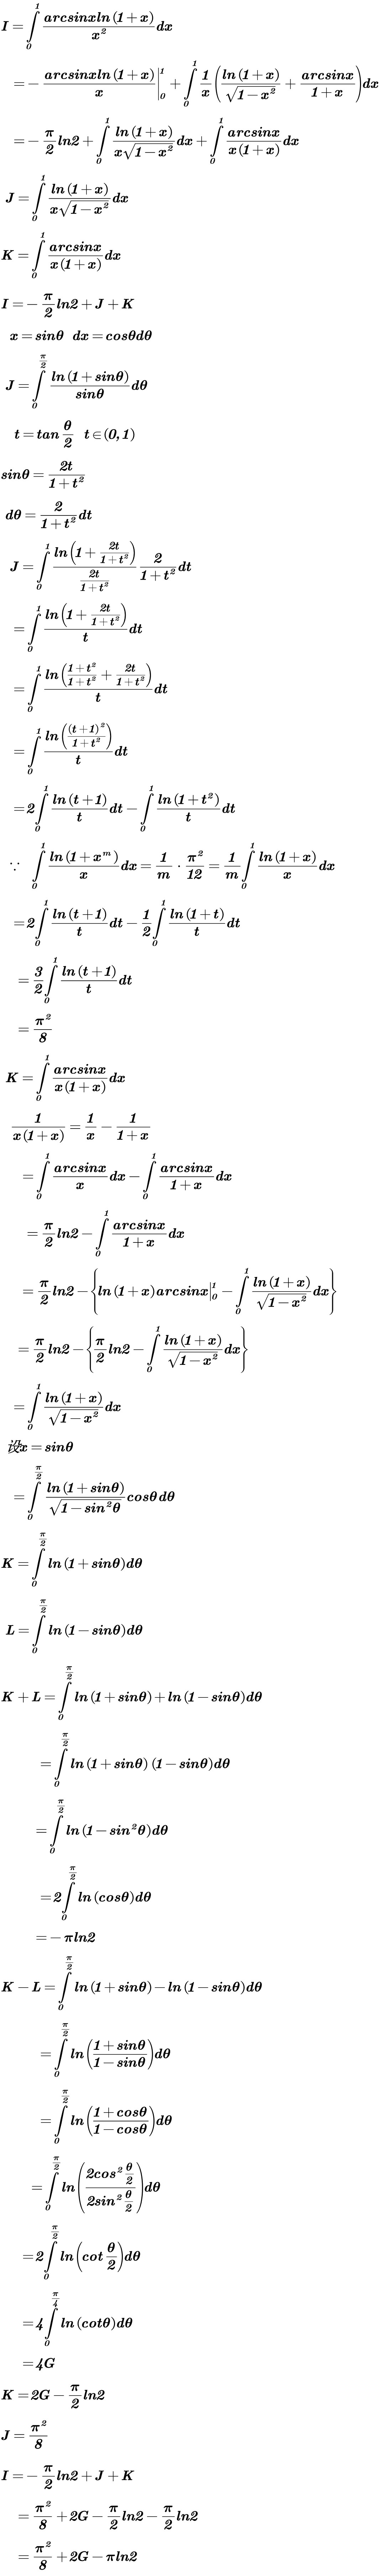 I = ∫₀¹ arcsinxln(1+x)/x² dx
= − arcsinxln(1+x)/x |₀¹ + ∫₀¹ 1/x (ln(1+x)/√(1−x²) + arcsinx/(1+x))dx
= − π/2 ln2 + ∫₀¹ ln(1+x)/(x√(1−x²)) dx + ∫₀¹ arcsinx/(x(1+x)) dx
J = ∫₀¹ ln(1+x)/(x√(1−x²)) dx
K = ∫₀¹ arcsinx/(x(1+x)) dx
I = − π/2 ln2 + J + K
x = sinθ dx = cosθdθ
J = ∫₀^(π/2) ln(1+sinθ)/sinθ dθ
t = tan θ/2 t∈(0,1)
sinθ = 2t/(1+t²)
dθ = 2/(1+t²) dt
J = ∫₀¹ ln(1 + 2t/(1+t²))/(2t/(1+t²)) 2/(1+t²) dt
= ∫₀¹ ln(1 + 2t/(1+t²))/t dt
= ∫₀¹ ln((1+t²)/(1+t²) + 2t/(1+t²))/t dt
= ∫₀¹ ln((t+1)²/(1+t²))/t dt
= 2∫₀¹ ln(t+1)/t dt − ∫₀¹ ln(1+t²)/t dt
∵ ∫₀¹ ln(1+x^m)/x dx = 1/m · π²/12 = 1/m ∫₀¹ ln(1+x)/x dx
= 2∫₀¹ ln(t+1)/t dt − 1/2 ∫₀¹ ln(1+t)/t dt
= 3/2 ∫₀¹ ln(t+1)/t dt
= π²/8
K = ∫₀¹ arcsinx/(x(1+x)) dx
1/(x(1+x)) = 1/x − 1/(1+x)
= ∫₀¹ arcsinx/x dx − ∫₀¹ arcsinx/(1+x) dx
= π/2 ln2 − ∫₀¹ arcsinx/(1+x) dx
= π/2 ln2 − {ln(1+x)arcsinx|₀¹ − ∫₀¹ ln(1+x)/√(1−x²) dx}
= π/2 ln2 − {π/2 ln2 − ∫₀¹ ln(1+x)/√(1−x²) dx}
= ∫₀¹ ln(1+x)/√(1−x²) dx
设x = sinθ
= ∫₀^(π/2) ln(1+sinθ)/√(1−sin²θ) cosθdθ
K = ∫₀^(π/2) ln(1+sinθ)dθ
L = ∫₀^(π/2) ln(1−sinθ)dθ
K + L = ∫₀^(π/2) ln(1+sinθ)+ln(1−sinθ)dθ
= ∫₀^(π/2) ln(1+sinθ)(1−sinθ)dθ
= ∫₀^(π/2) ln(1−sin²θ)dθ
= 2∫₀^(π/2) ln(cosθ)dθ
= −πln2
K − L = ∫₀^(π/2) ln(1+sinθ)−ln(1−sinθ)dθ
= ∫₀^(π/2) ln((1+sinθ)/(1−sinθ))dθ
= ∫₀^(π/2) ln((1+cosθ)/(1−cosθ))dθ
= ∫₀^(π/2) ln(2cos² θ/2 / 2sin² θ/2)dθ
= 2∫₀^(π/2) ln(cot θ/2)dθ
= 4∫₀^(π/4) ln(cotθ)dθ
= 4G
K = 2G − π/2 ln2
J = π²/8
I = − π/2 ln2 + J + K
= π²/8 + 2G − π/2 ln2 − π/2 ln2
= π²/8 + 2G − πln2